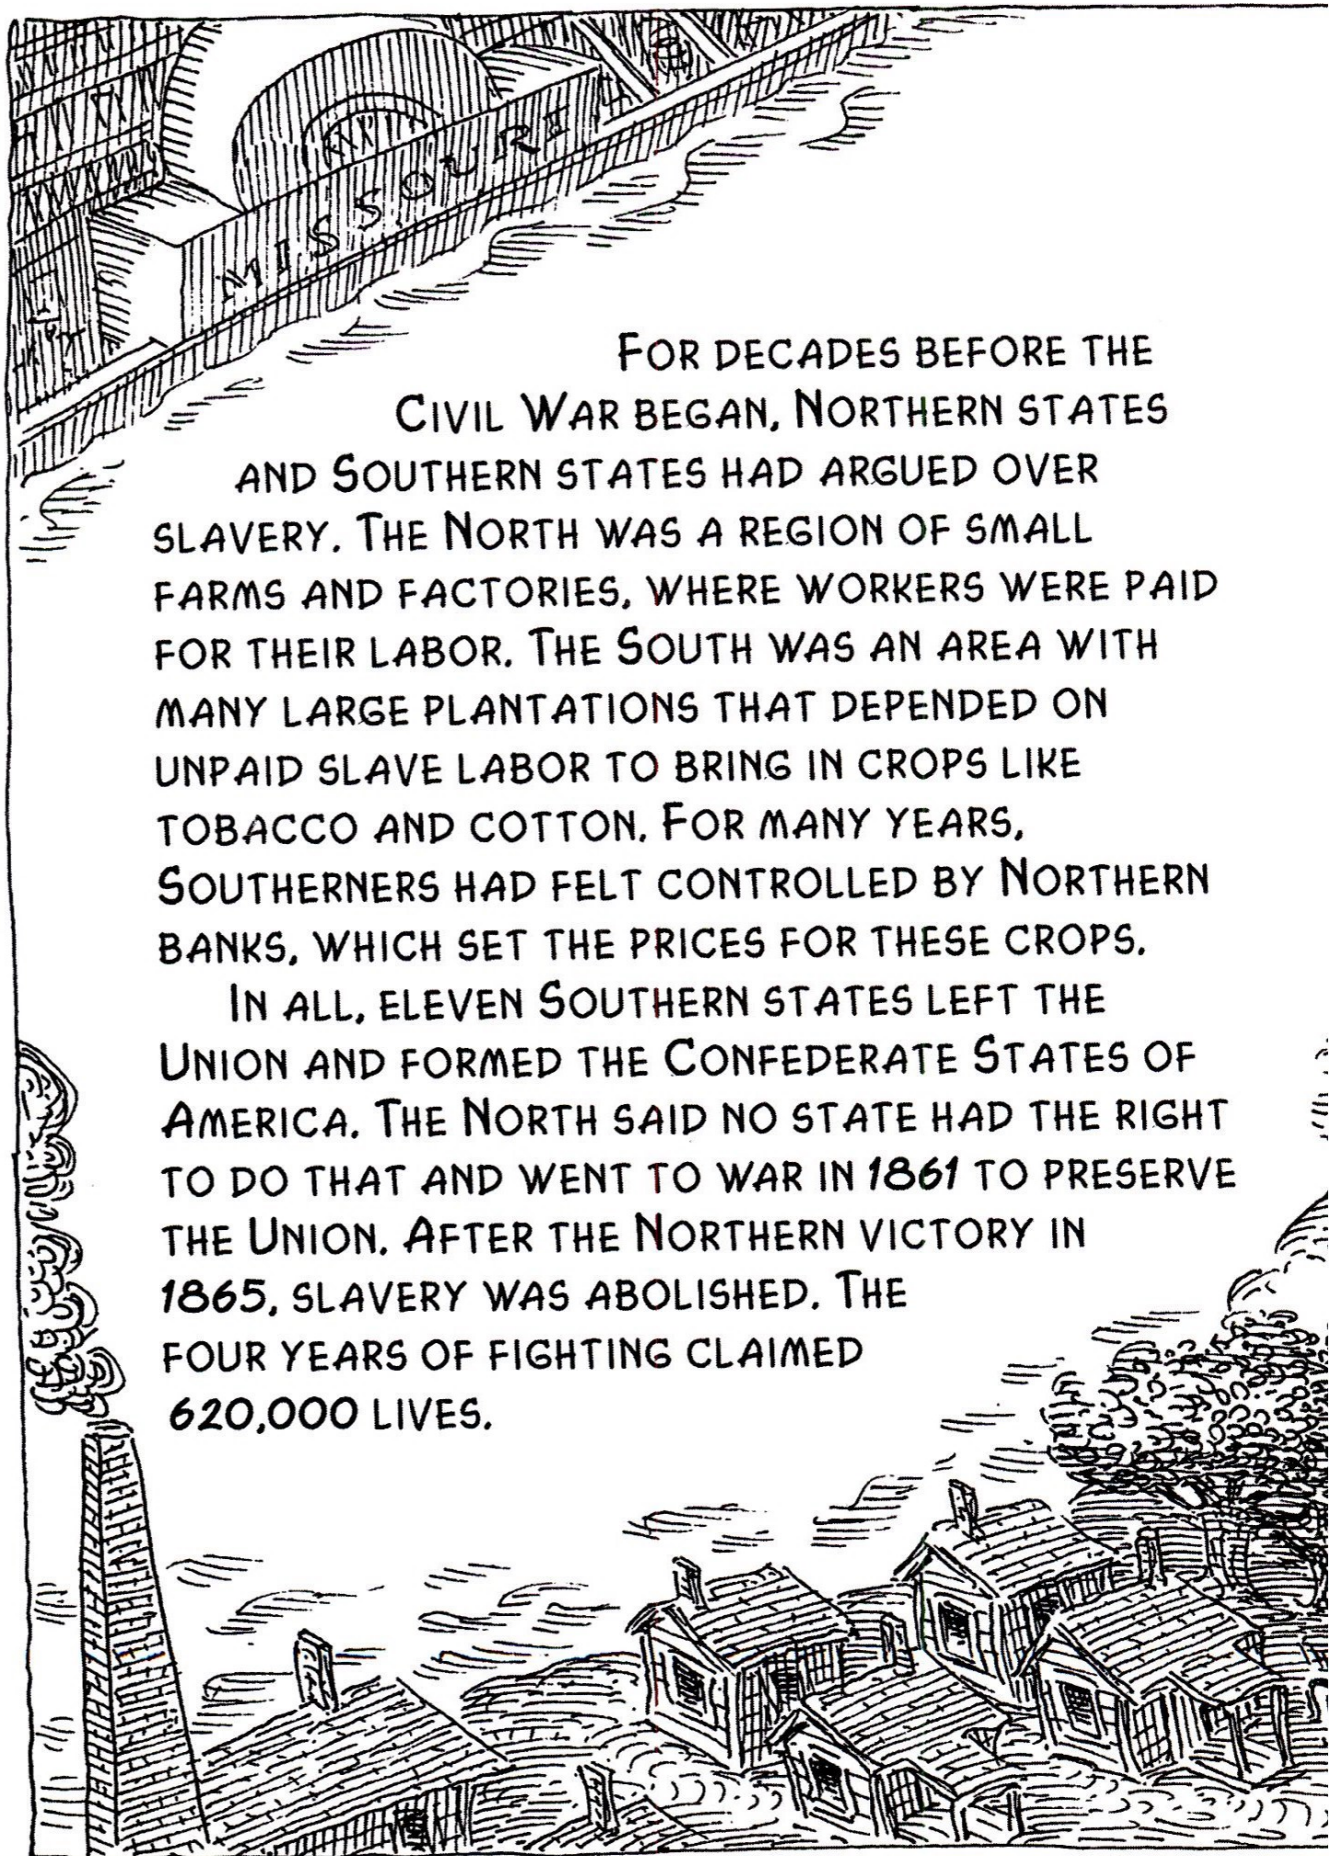 MISSOURI
FOR DECADES BEFORE THE
CIVIL WAR BEGAN, NORTHERN STATES
AND SOUTHERN STATES HAD ARGUED OVER
SLAVERY. THE NORTH WAS A REGION OF SMALL
FARMS AND FACTORIES, WHERE WORKERS WERE PAID
FOR THEIR LABOR. THE SOUTH WAS AN AREA WITH
MANY LARGE PLANTATIONS THAT DEPENDED ON
UNPAID SLAVE LABOR TO BRING IN CROPS LIKE
TOBACCO AND COTTON. FOR MANY YEARS,
SOUTHERNERS HAD FELT CONTROLLED BY NORTHERN
BANKS, WHICH SET THE PRICES FOR THESE CROPS.
IN ALL, ELEVEN SOUTHERN STATES LEFT THE
UNION AND FORMED THE CONFEDERATE STATES OF
AMERICA. THE NORTH SAID NO STATE HAD THE RIGHT
TO DO THAT AND WENT TO WAR IN 1861 TO PRESERVE
THE UNION. AFTER THE NORTHERN VICTORY IN
1865, SLAVERY WAS ABOLISHED. THE
FOUR YEARS OF FIGHTING CLAIMED
620,000 LIVES.